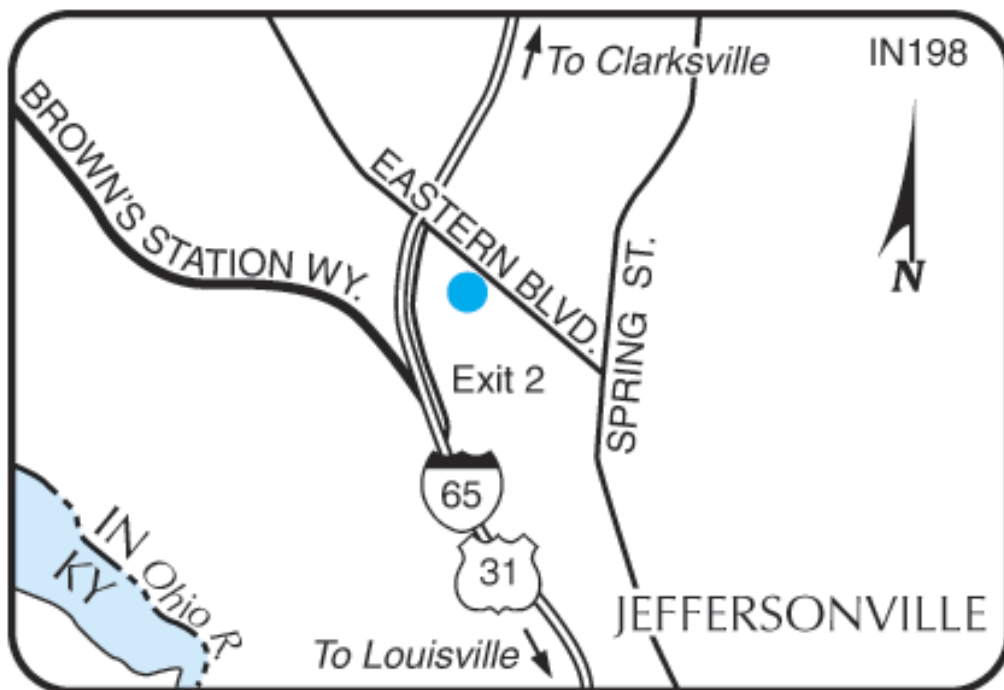 To Clarksville
IN198
BROWN'S STATION WY.
EASTERN BLVD.
SPRING ST.
N
Exit 2
65
31
IN
KY
Ohio R.
JEFFERSONVILLE
To Louisville